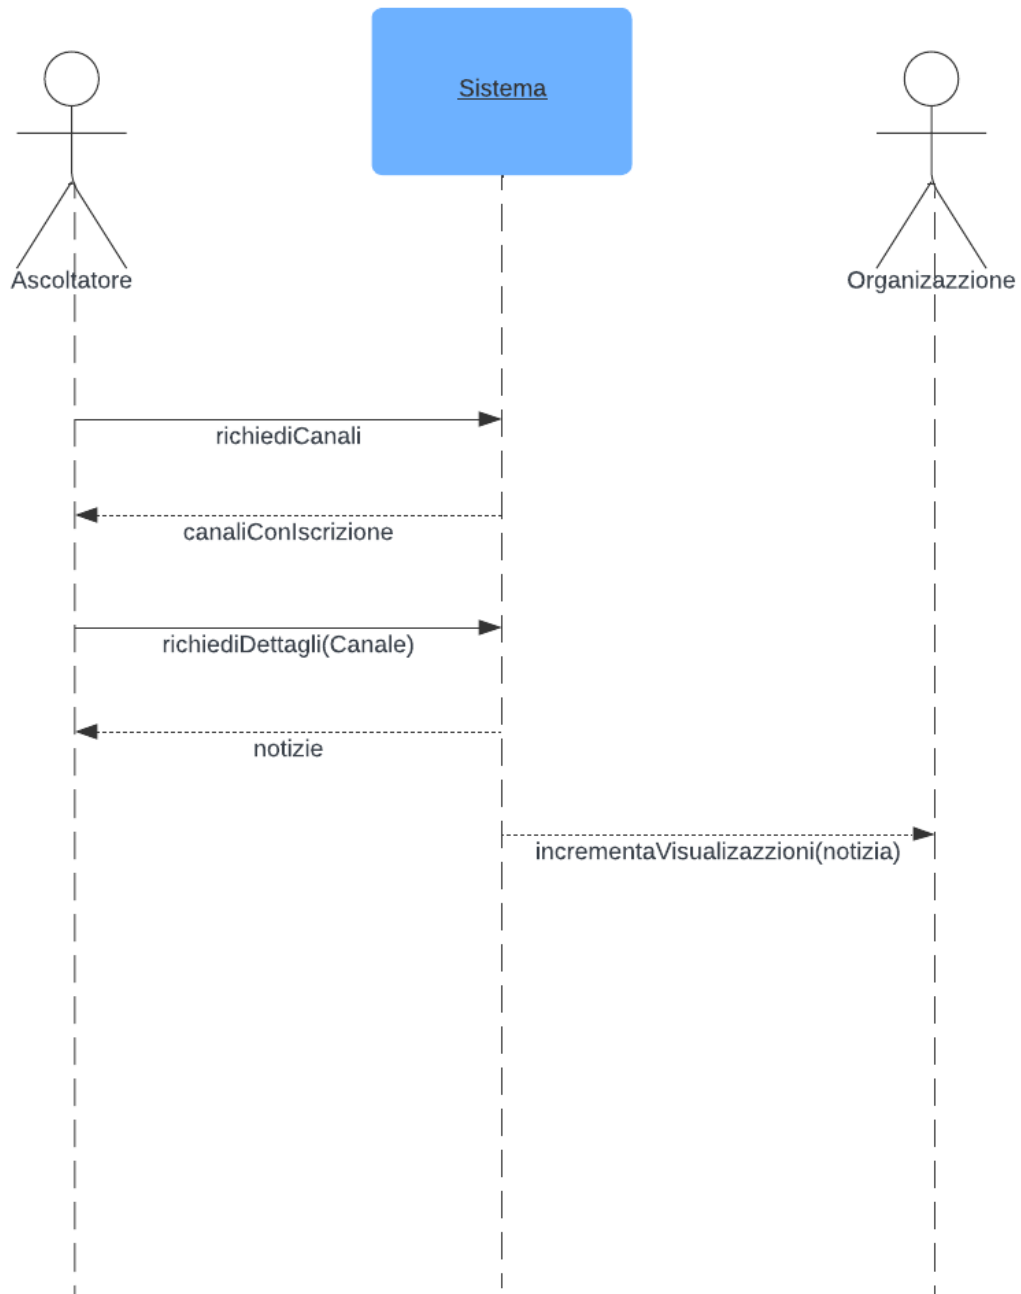 Sistema
Ascoltatore
Organizazzione
richiediCanali
canaliConIscrizione
richiediDettagli(Canale)
notizie
incrementaVisualizazzioni(notizia)